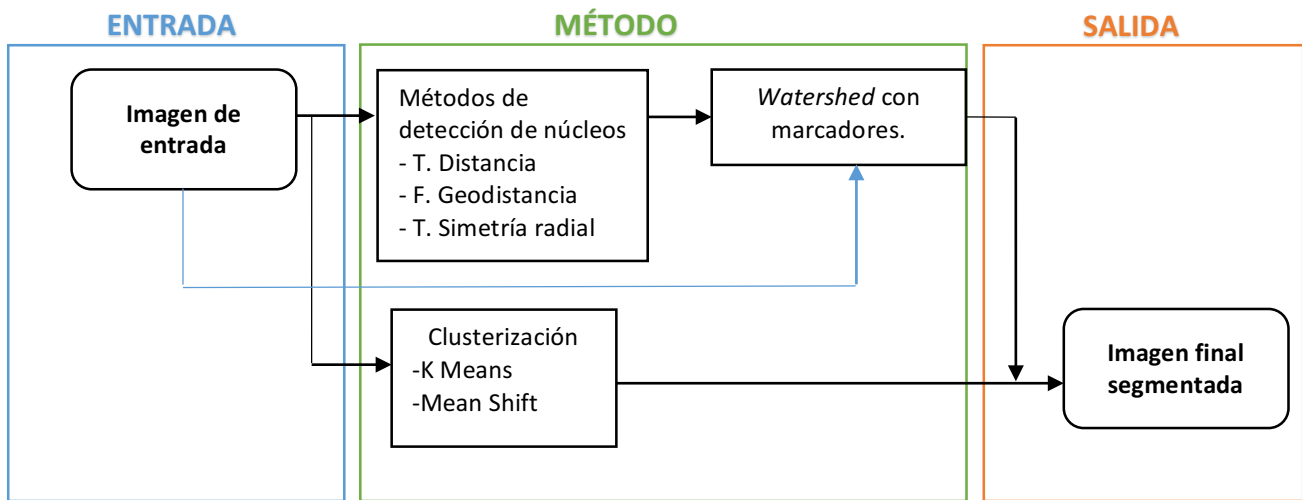 ENTRADA
MÉTODO
SALIDA
Imagen de
entrada
Métodos de
detección de núcleos
- T. Distancia
- F. Geodistancia
- T. Simetría radial
Watershed con
marcadores.
Clusterización
-K Means
-Mean Shift
Imagen final
segmentada